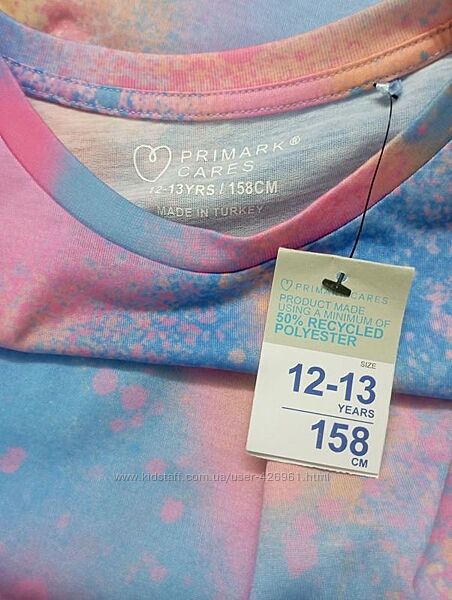 PRIMARK®
CARES
12-13YRS / 158CM
MADE IN TURKEY
PRIMARK CARES
PRODUCT MADE
USING A MINIMUM OF
50% RECYCLED
POLYESTER
SIZE
12-13
YEARS
158
CM
www.kidstaff.com.ua/user-426961.html